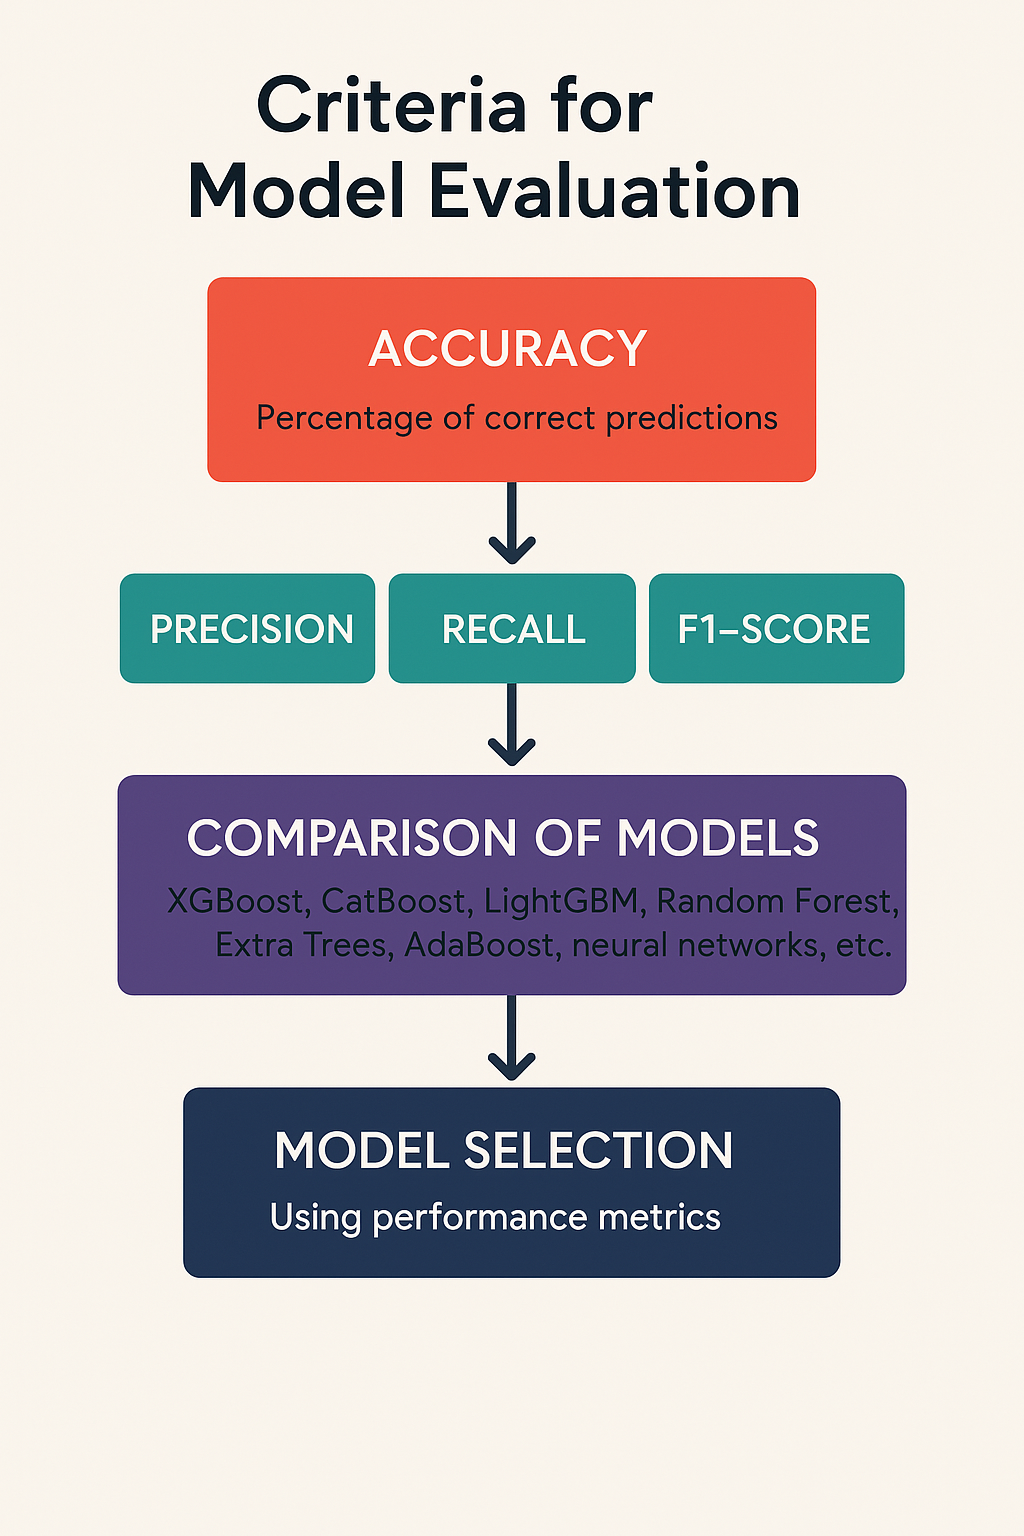 Criteria for
Model Evaluation
ACCURACY
Percentage of correct predictions
PRECISION
RECALL
F1–SCORE
COMPARISON OF MODELS
XGBoost, CatBoost, LightGBM, Random Forest,
Extra Trees, AdaBoost, neural networks, etc.
MODEL SELECTION
Using performance metrics